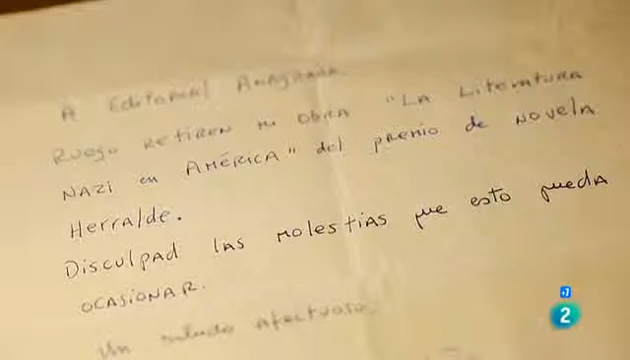 A Editorial Anagrama
Ruego retiren mi obra "La Literatura
Nazi en América" del premio de novela
Herralde.
Disculpad las molestias que esto pueda
ocasionar.
Un saludo afectuoso.
+7
2